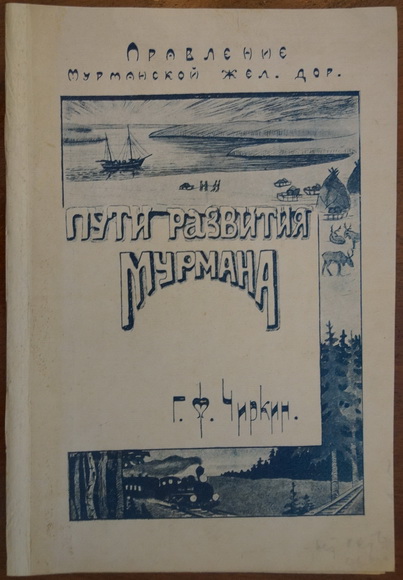 Правление
Мурманской жел. дор.
ПУТИ РАЗВИТИЯ
МУРМАНА
Г. Ф. Чиркин.